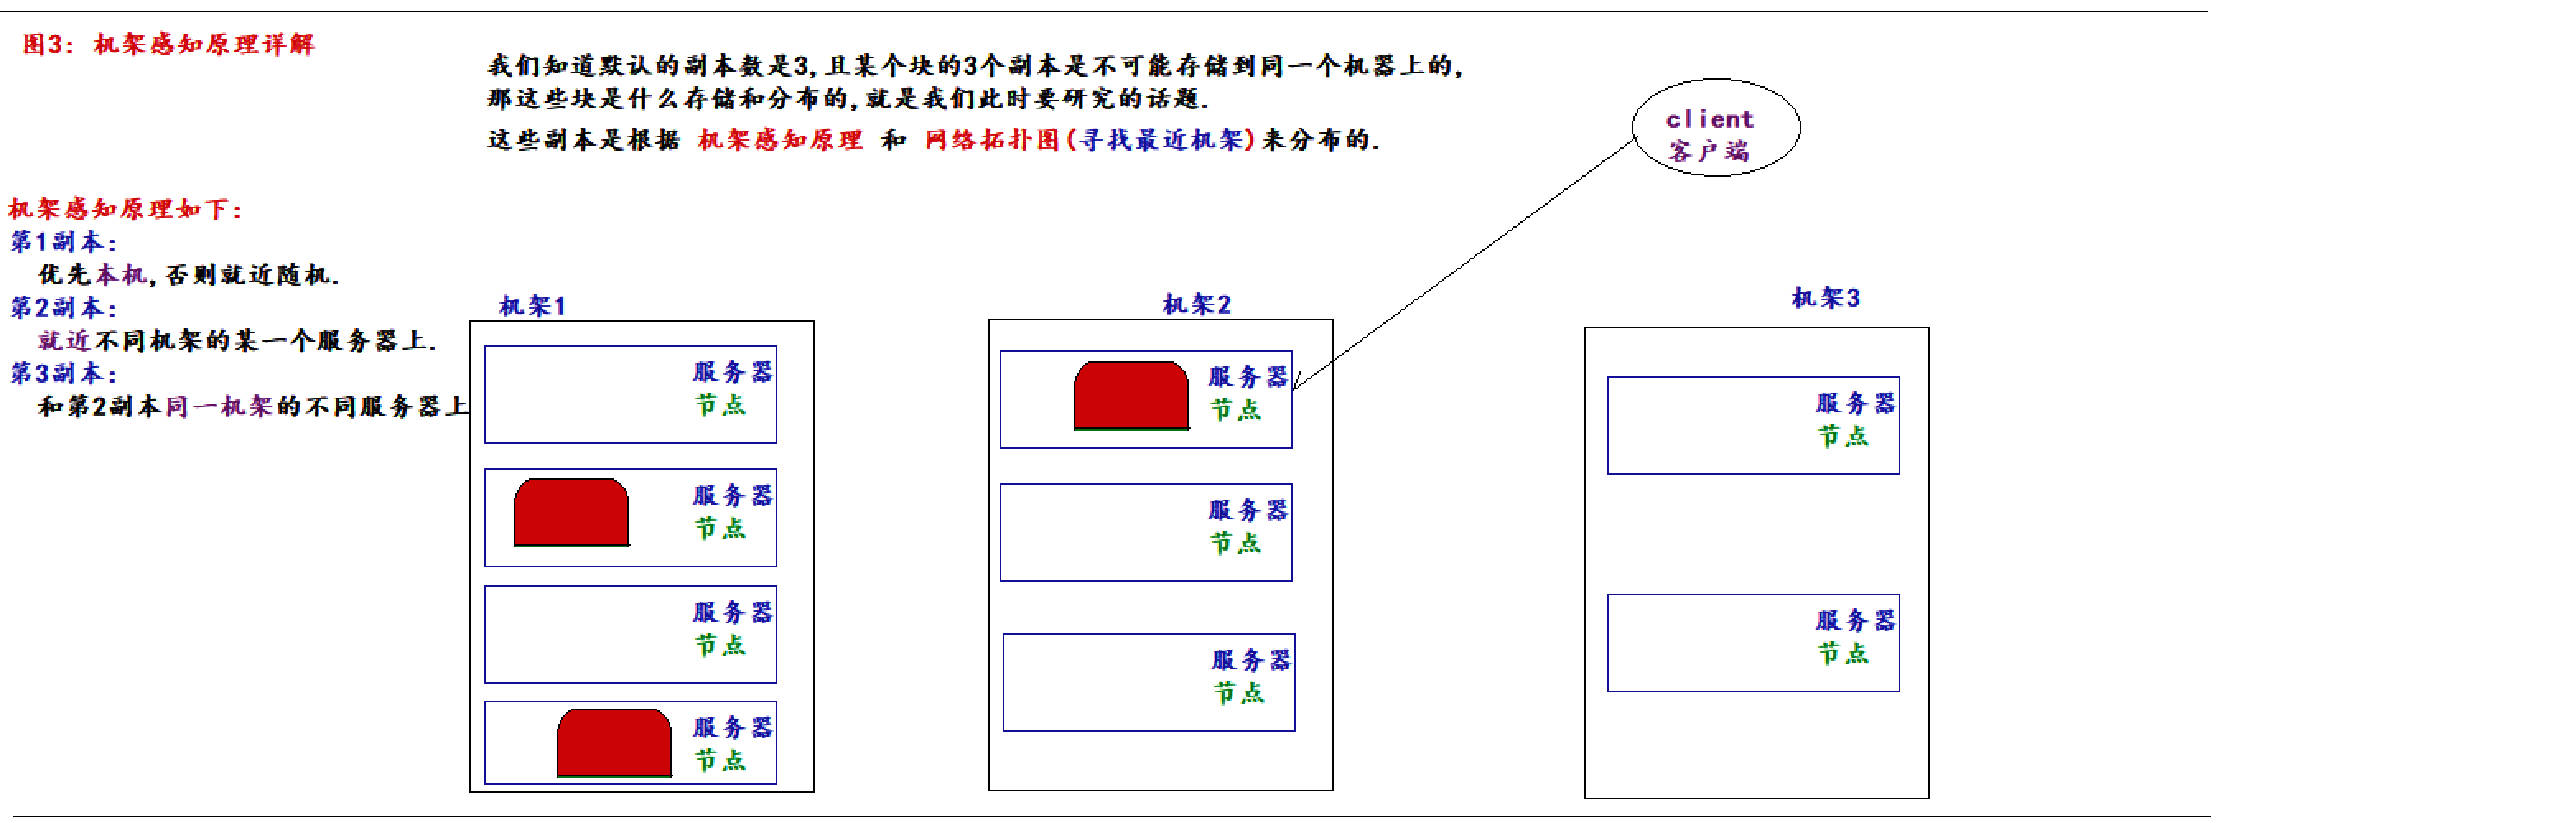 图3: 机架感知原理详解
我们知道默认的副本数是3,且某个块的3个副本是不可能存储到同一个机器上的,
那这些块是什么存储和分布的,就是我们此时要研究的话题.
这些副本是根据 机架感知原理 和 网络拓扑图(寻找最近机架)来分布的.
client
客户端
机架感知原理如下:
第1副本:
优先本机,否则就近随机.
第2副本:
就近不同机架的某一个服务器上.
第3副本:
和第2副本同一机架的不同服务器上
机架1
服务器
节点
服务器
节点
服务器
节点
服务器
节点
机架2
服务器
节点
服务器
节点
服务器
节点
机架3
服务器
节点
服务器
节点